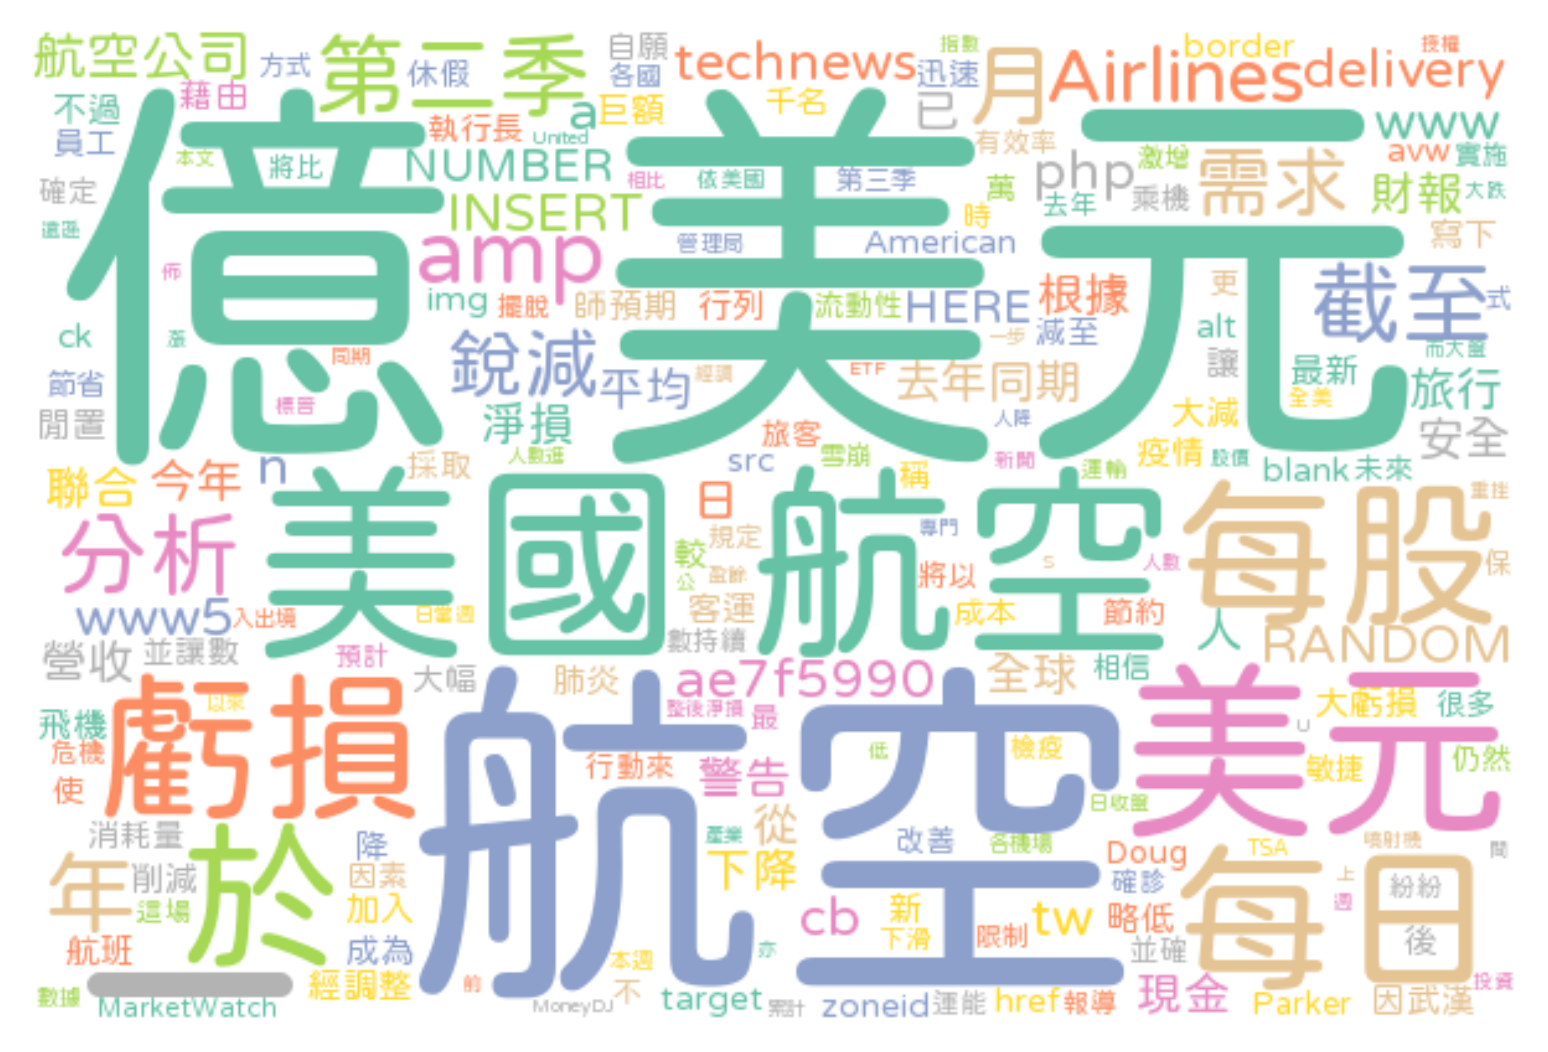 航空公司 方式 第二季 休假 自願 各國 technews 迅速 指數 月 Airlines border delivery 授權
不過 藉由 員工 執行長 United a 巨額 千名 已 有效率 www avw 實施
本文 將比 NUMBER 相比 依美國 第三季 萬 php 激增 乘機 需求 財報 大跌
確定 INSERT 時 去年 寫下
遠遜 amp 管理局 American
佈 img 擺脫 師預期 行列 流動性 HERE 根據 更 截至 式
ck 漲 同期 銳減 平均 經調 ETF 一步 減至 alt 讓 而大盤
億 美元
節省 標普 去年同期 最新 全美 旅行
閒置 淨損 旅客 人降 大減 安全
聯合 今年 n 採取 人數逛 src 雪崩 稱 新聞 運輸 疫情 股價 blank 未來
分析 美國航空 日 規定 專門 每股 重挫
較 公 盈餘 將以 s 人數 保
www5 入出境 日當週 客運 成本 節約 人
營收 並讓數 預計 數持續 RANDOM
大幅 肺炎 ae7f5990 全球 相信
飛機 虧損 以來 整後淨損 最 美元 U 大虧損 很多
危機 行動來 警告 低 檢疫 敏捷 仍然
使 航空 日收盤
消耗量 於 降 產業 從 改善 各機場 Doug TSA 噴射機 間
年 削減 因素 下降 確診 每日 上 紛紛
這場 加入 cb 新 下滑 限制 tw 略低 週 後
航班 成為 亦 並確
數據 MarketWatch 經調整 前 MoneyDJ 本週 不 target 累計 zoneid 運能 href 報導 現金 Parker 因武漢 投資